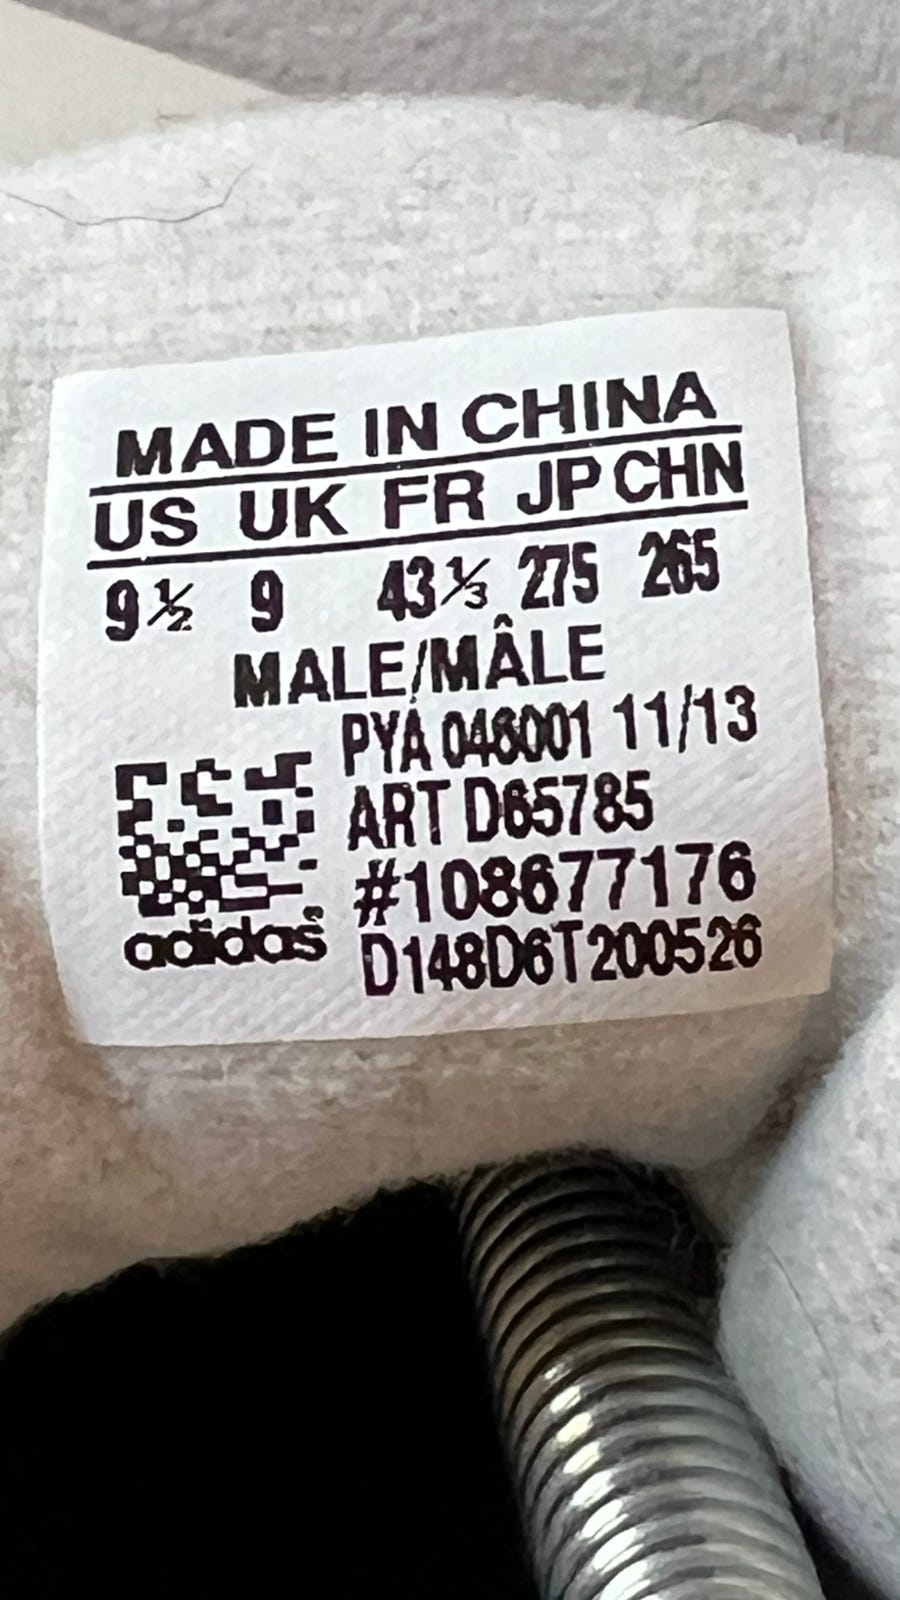 MADE IN CHINA
US UK FR JP CHN
9½ 9 43⅓ 275 265
MALE/MÂLE
PYA 046001 11/13
ART D65785
#108677176
adidas D148D6T200526